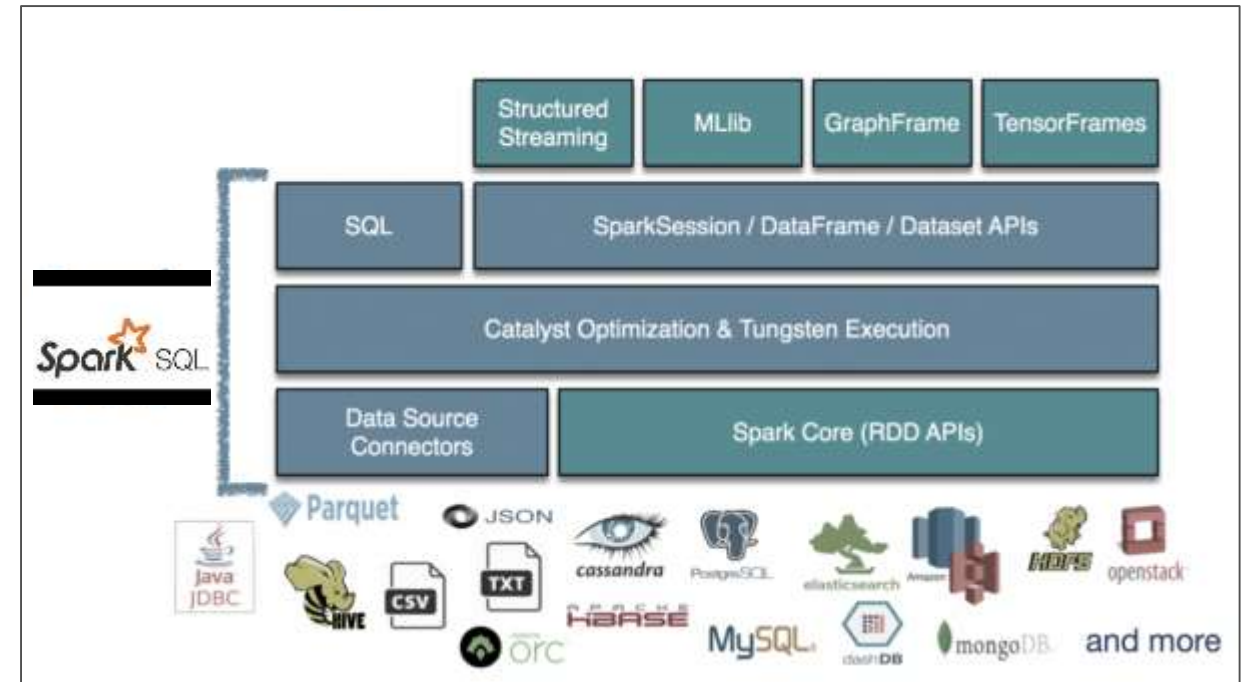 Structured
Streaming
MLlib
GraphFrame
TensorFrames
SQL
SparkSession / DataFrame / Dataset APIs
Spark SQL
Catalyst Optimization & Tungsten Execution
Data Source
Connectors
Spark Core (RDD APIs)
Parquet
JSON
Java
JDBC
HIVE
CSV
TXT
cassandra
PostgreSQL
elasticsearch
Amazon
HDFS
openstack
APACHE
HBASE
orc
MySQL
dashDB
mongoDB
and more